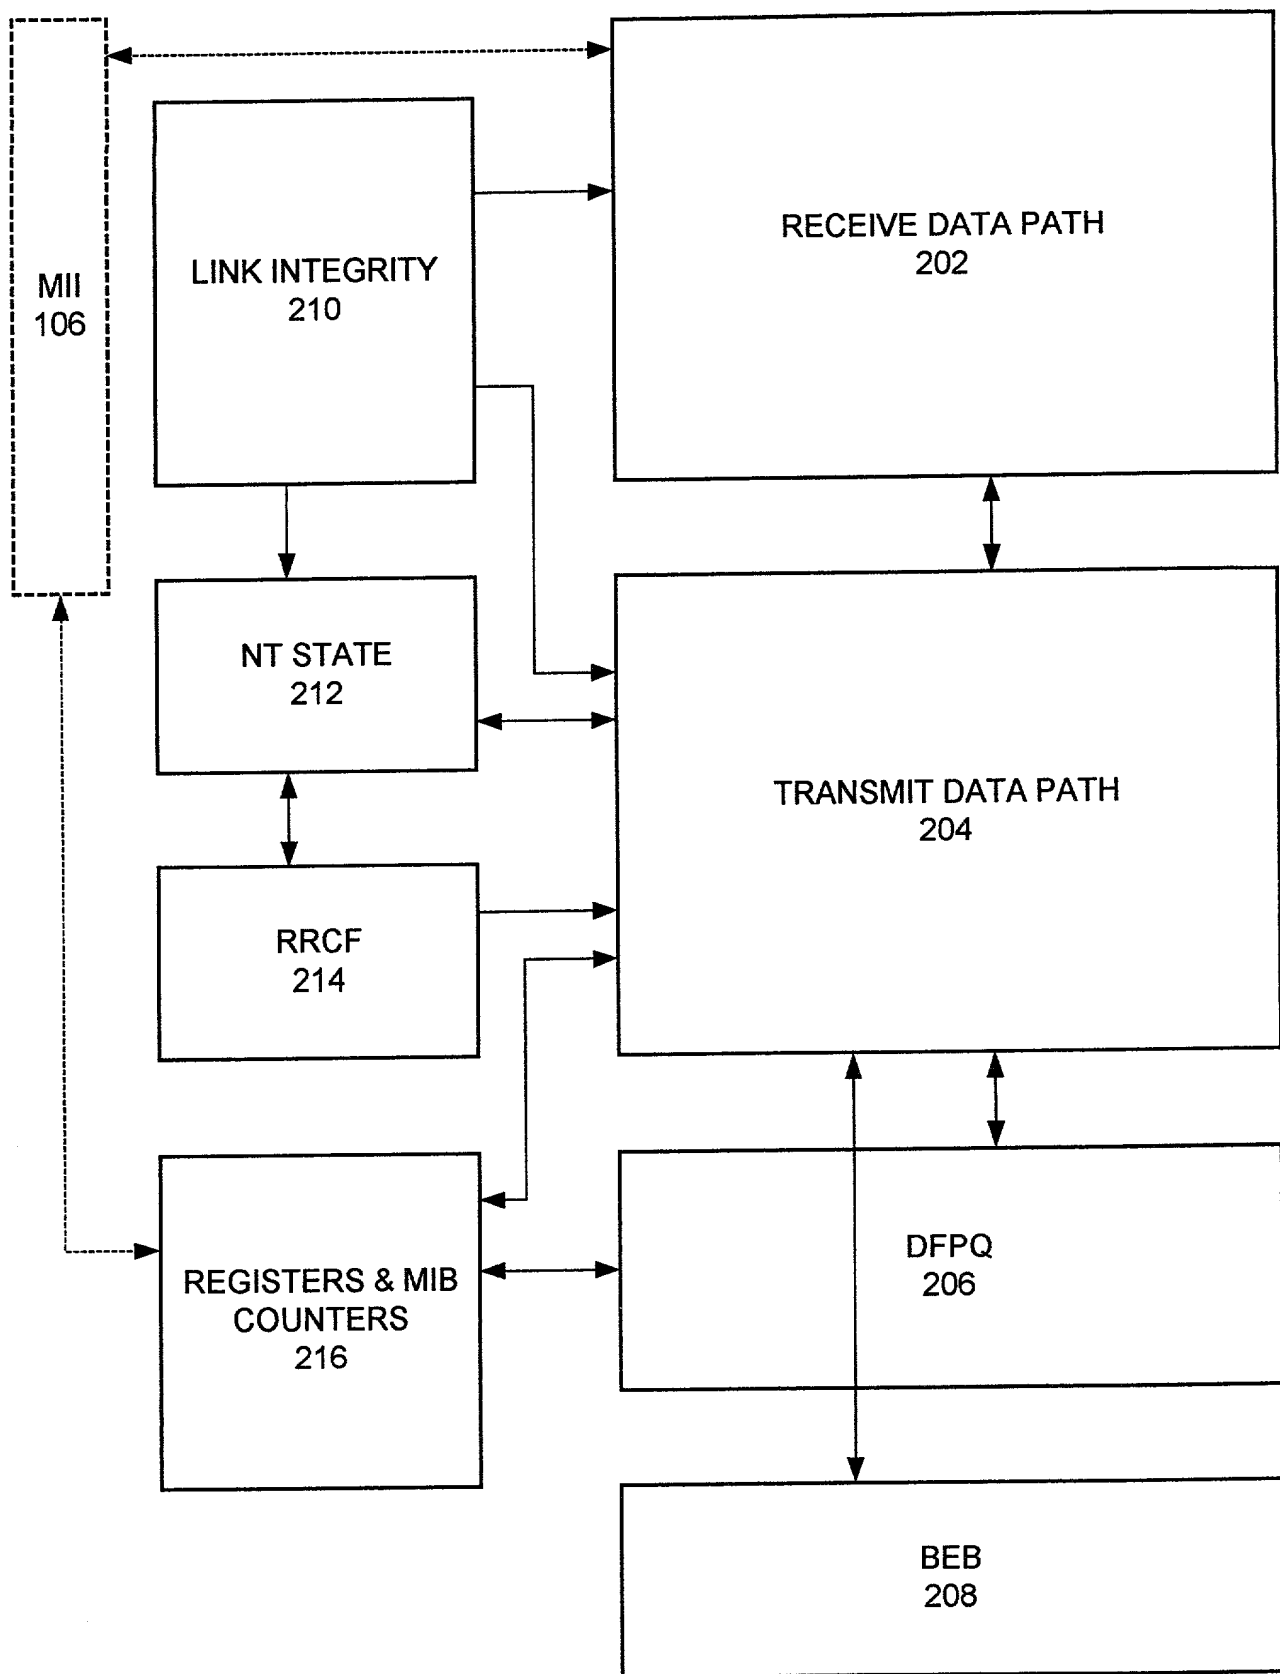 MII
106
LINK INTEGRITY
210
RECEIVE DATA PATH
202
NT STATE
212
TRANSMIT DATA PATH
204
RRCF
214
REGISTERS & MIB
COUNTERS
216
DFPQ
206
BEB
208